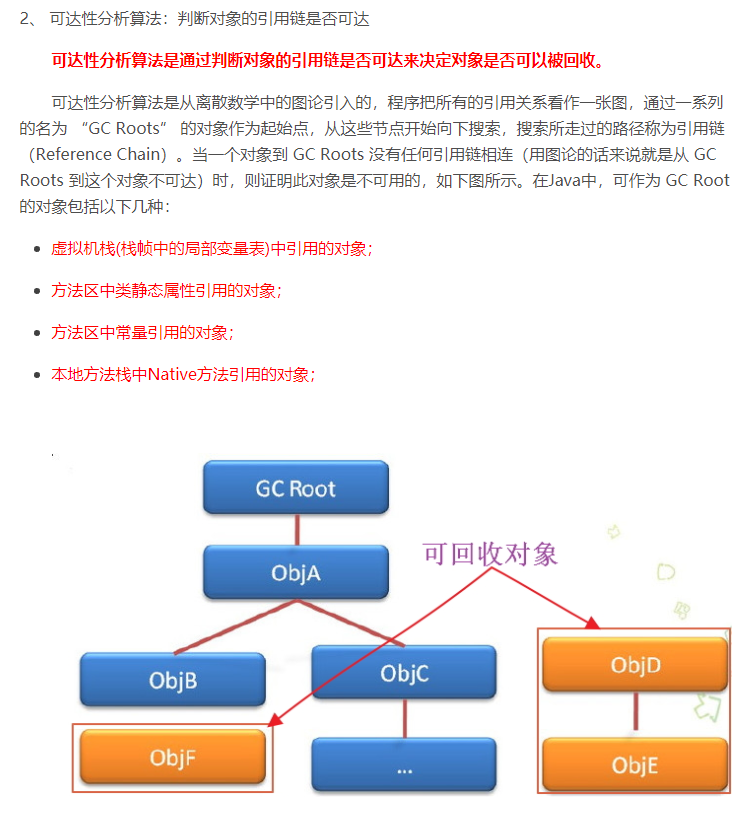 2、 可达性分析算法：判断对象的引用链是否可达
可达性分析算法是通过判断对象的引用链是否可达来决定对象是否可以被回收。
可达性分析算法是从离散数学中的图论引入的，程序把所有的引用关系看作一张图，通过一系列
的名为 “GC Roots” 的对象作为起始点，从这些节点开始向下搜索，搜索所走过的路径称为引用链
（Reference Chain）。当一个对象到 GC Roots 没有任何引用链相连（用图论的话来说就是从 GC
Roots 到这个对象不可达）时，则证明此对象是不可用的，如下图所示。在Java中，可作为 GC Root
的对象包括以下几种：
• 虚拟机栈(栈帧中的局部变量表)中引用的对象；
• 方法区中类静态属性引用的对象；
• 方法区中常量引用的对象；
• 本地方法栈中Native方法引用的对象；
GC Root
可回收对象
ObjA
ObjB
ObjC
ObjD
ObjF
...
ObjE